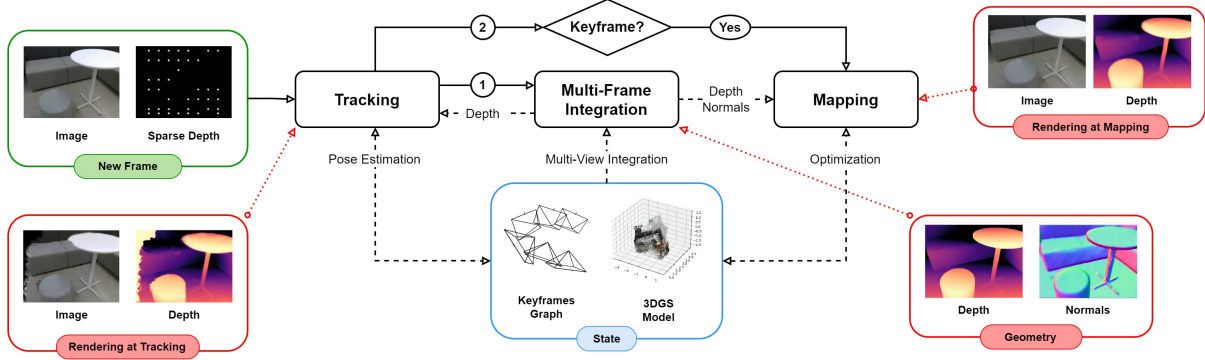 Image
Sparse Depth
New Frame
Tracking
1
2
Keyframe?
Yes
Multi-Frame
Integration
Depth
Depth
Normals
Mapping
Image
Depth
Rendering at Mapping
Pose Estimation
Multi-View Integration
Optimization
Image
Depth
Rendering at Tracking
Keyframes
Graph
3DGS
Model
State
Depth
Normals
Geometry